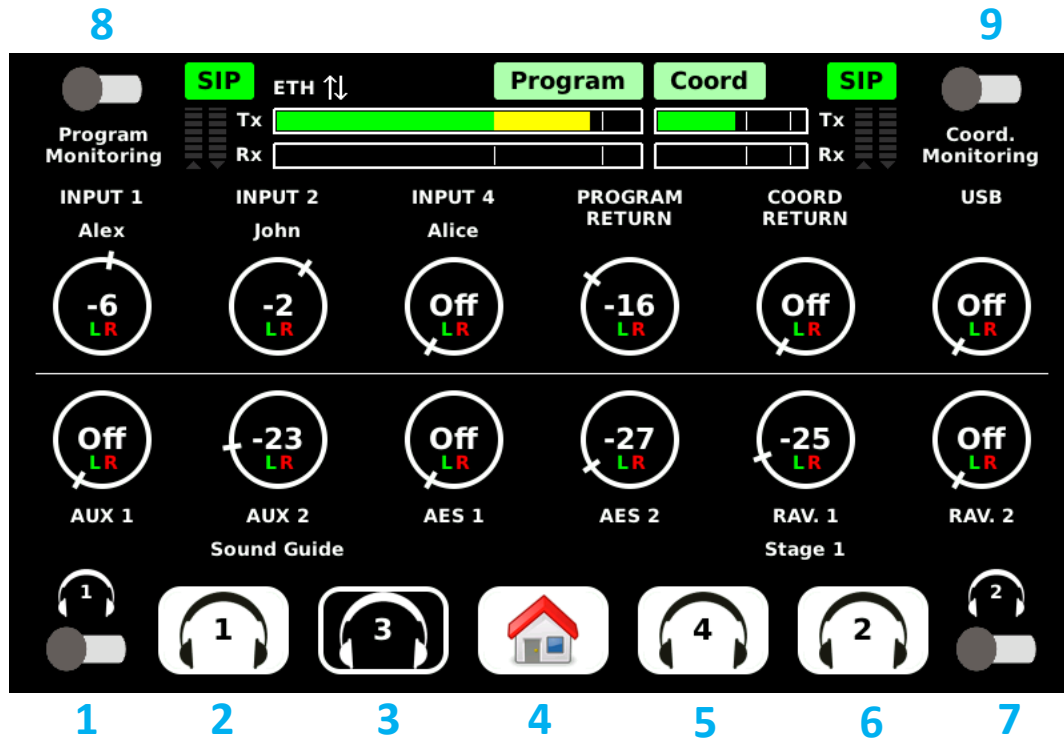 8 9
SIP ETH Program Coord SIP
Tx Tx
Program Monitoring Rx Rx Coord. Monitoring
INPUT 1 INPUT 2 INPUT 4 PROGRAM RETURN COORD RETURN USB
Alex John Alice
-6 -2 Off -16 Off Off
L R L R L R L R L R L R
Off -23 Off -27 -25 Off
L R L R L R L R L R L R
AUX 1 AUX 2 AES 1 AES 2 RAV. 1 RAV. 2
Sound Guide Stage 1
1 2
1 3 4 2
1 2 3 4 5 6 7